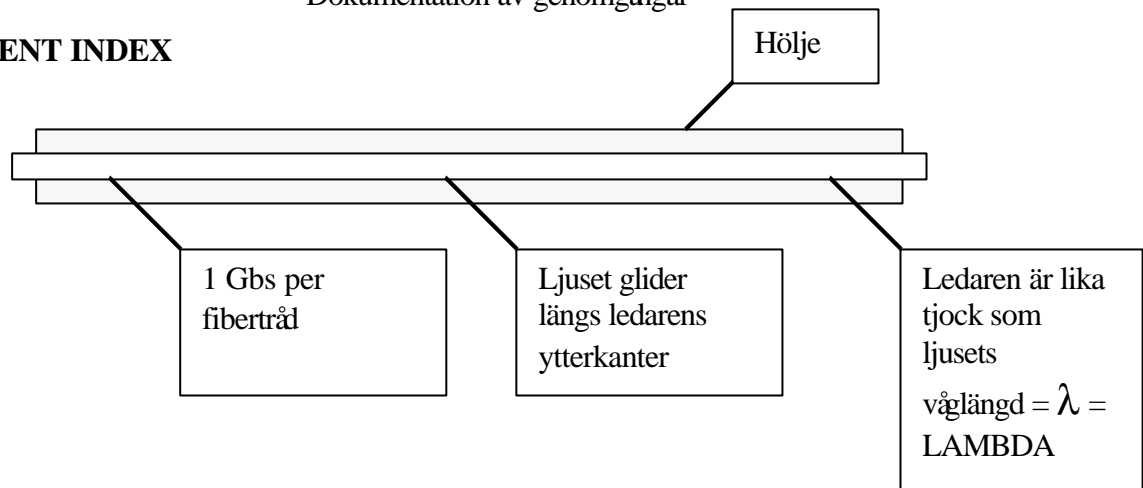 ENT INDEX
Hölje
1 Gbs per
fibertråd
Ljuset glider
längs ledarens
ytterkanter
Ledaren är lika
tjock som
ljusets
våglängd = λ =
LAMBDA